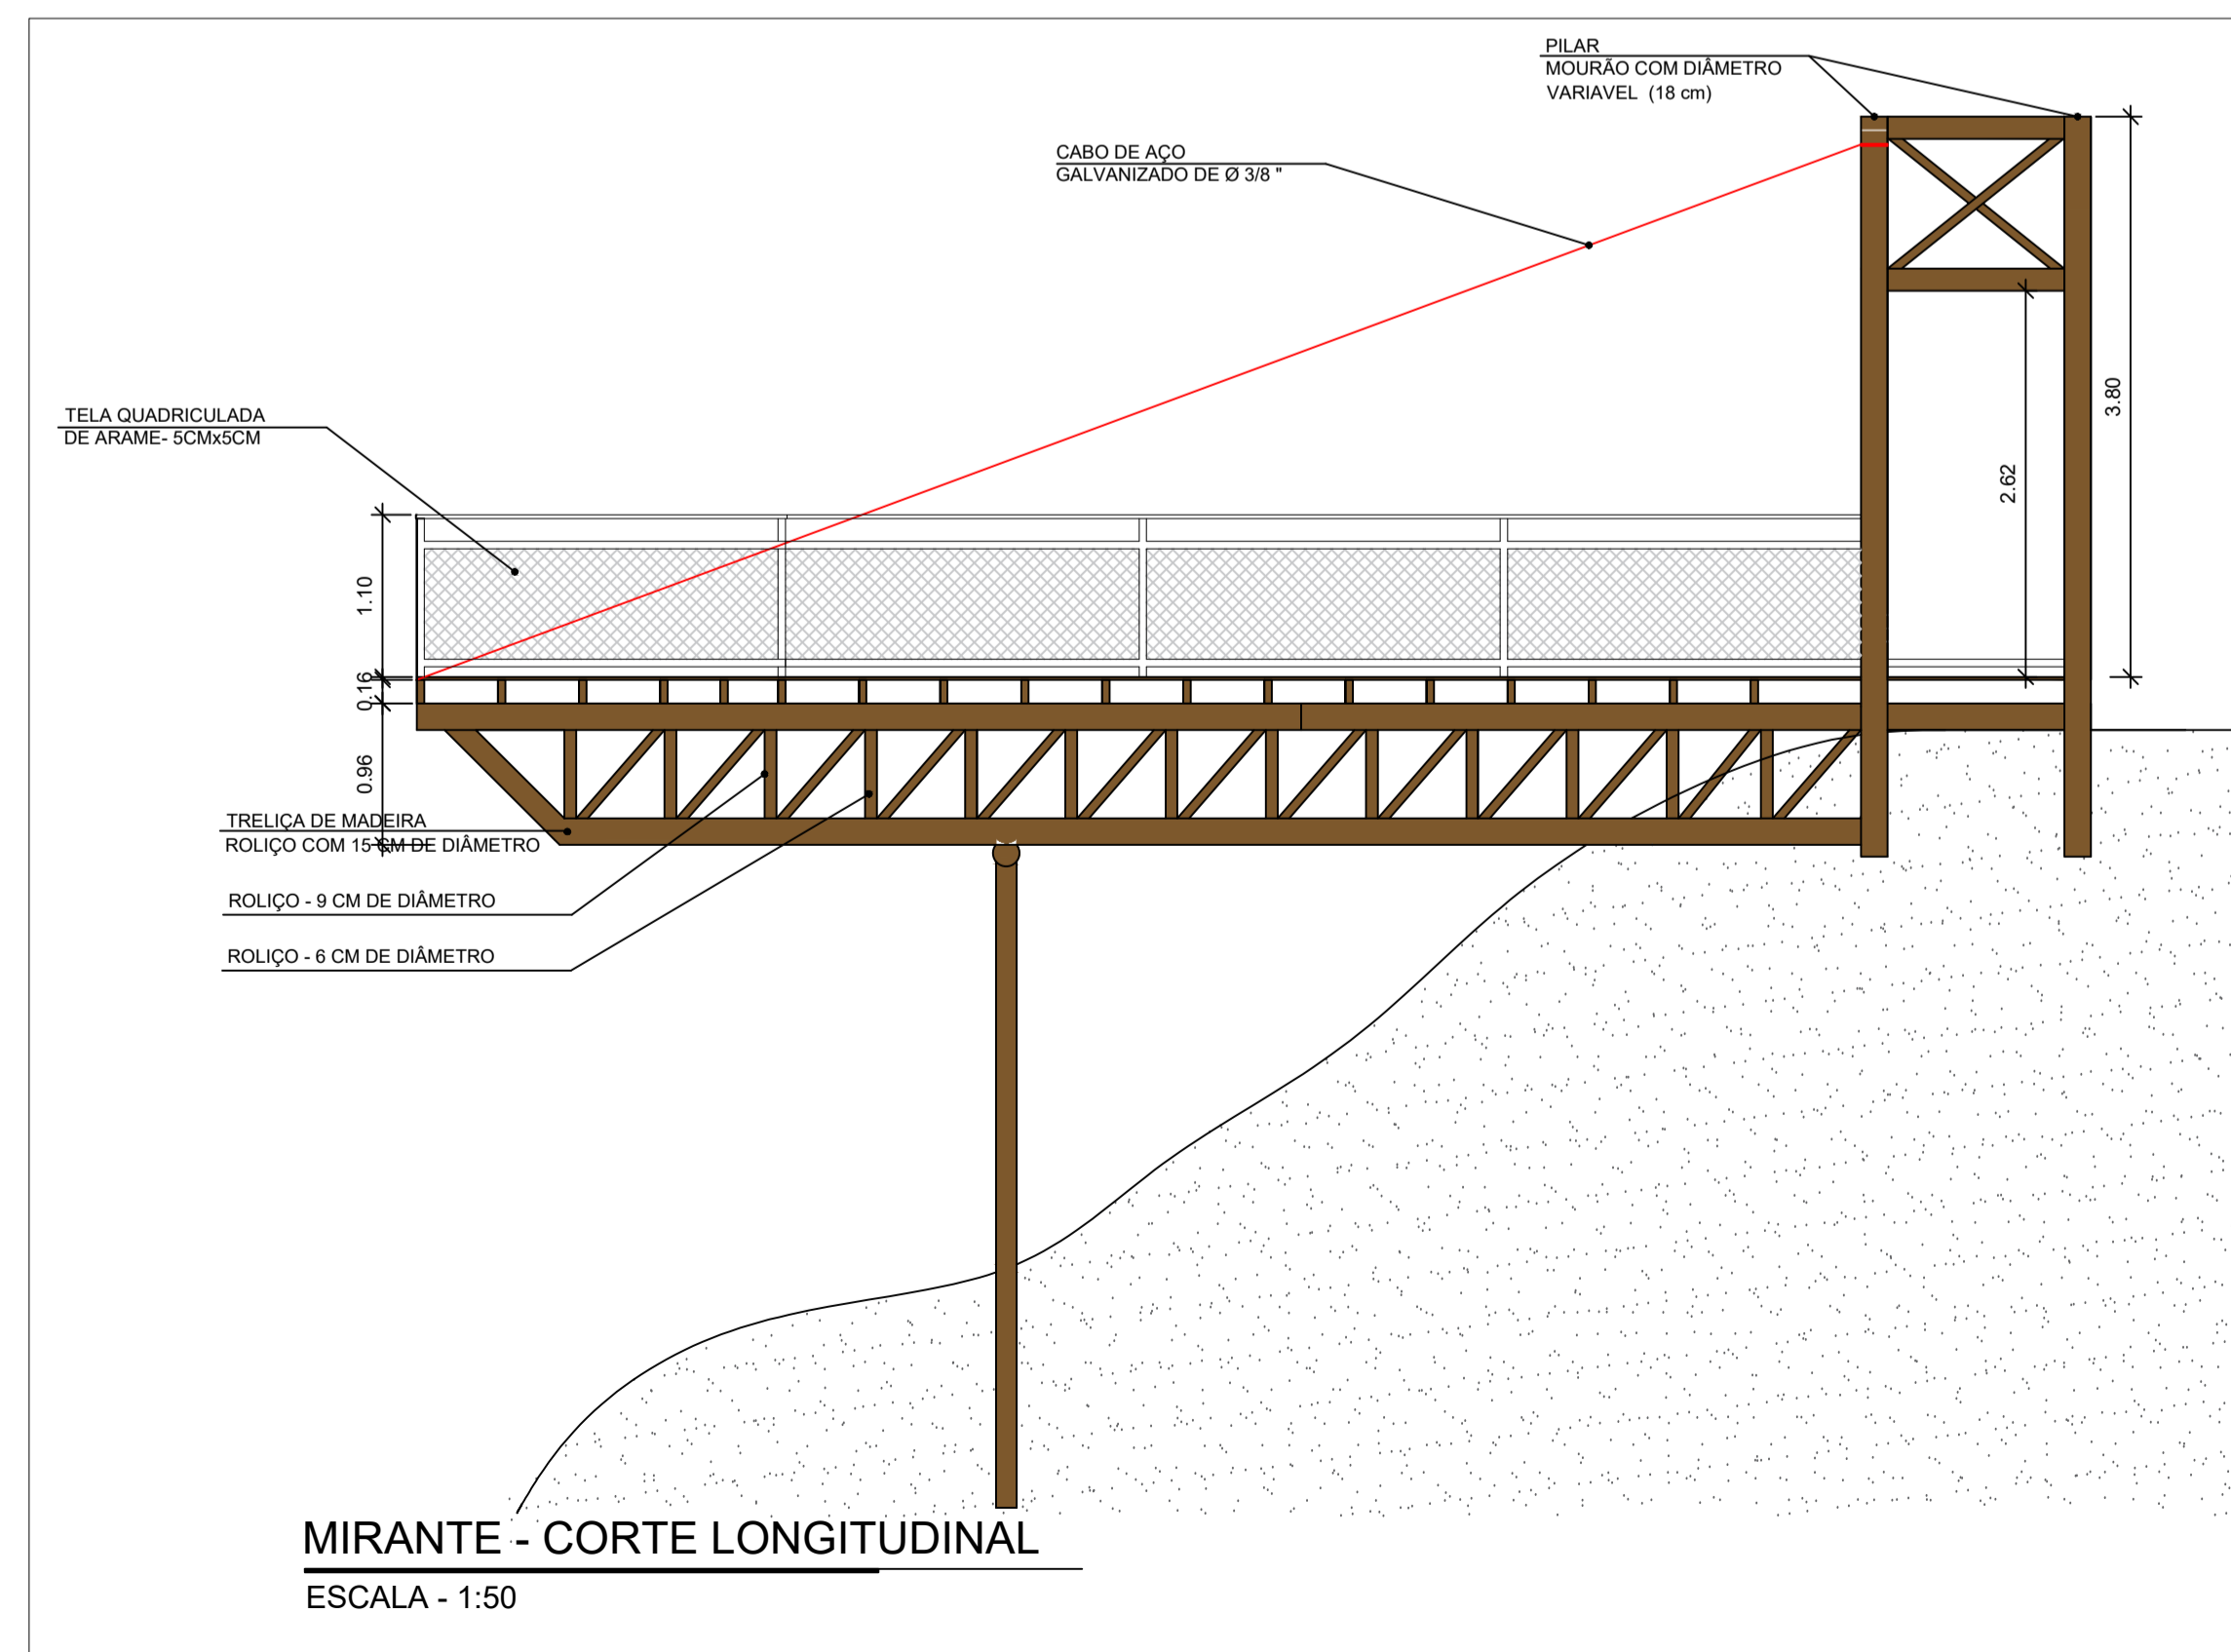 PILAR
MOURÃO COM DIÂMETRO
VARIAVEL (18 cm)
CABO DE AÇO
GALVANIZADO DE Ø 3/8 "
3.80
2.62
TELA QUADRICULADA
DE ARAME- 5CMx5CM
1.10
0.16
0.96
TRELIÇA DE MADEIRA
ROLIÇO COM 15 CM DE DIÂMETRO
ROLIÇO - 9 CM DE DIÂMETRO
ROLIÇO - 6 CM DE DIÂMETRO
MIRANTE - CORTE LONGITUDINAL
ESCALA - 1:50